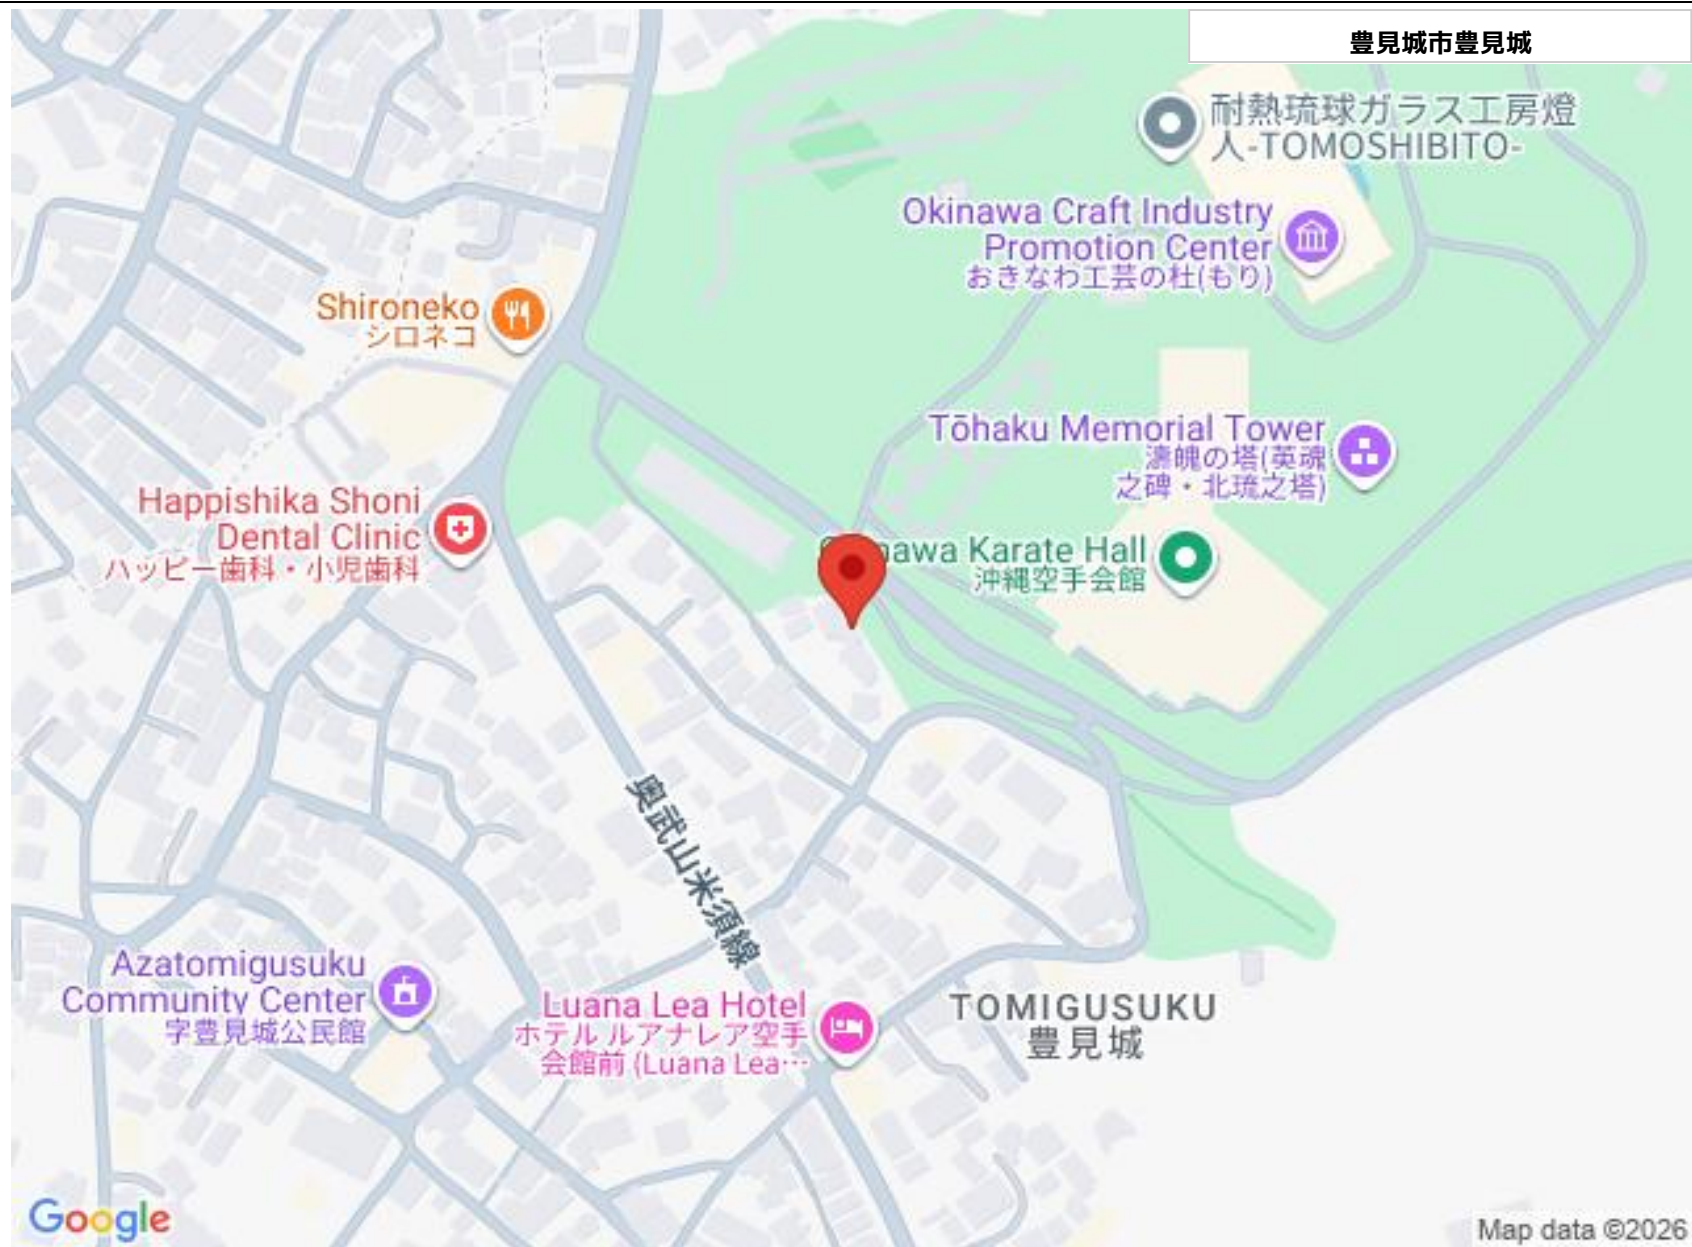 豊見城市豊見城
耐熱琉球ガラス工房燈
人-TOMOSHIBITO-
Okinawa Craft Industry
Promotion Center
おきなわ工芸の杜(もり)
Shironeko
シロネコ
Tōhaku Memorial Tower
濤魄の塔(英魂
之碑・北琉之塔)
Happishika Shoni
Dental Clinic
ハッピー歯科・小児歯科
awa Karate Hall
沖縄空手会館
奥武山米須線
Azatomigusuku
Community Center
字豊見城公民館
Luana Lea Hotel
ホテル ルアナレア空手
会館前 (Luana Lea…
TOMIGUSUKU
豊見城
Google
Map data ©2026